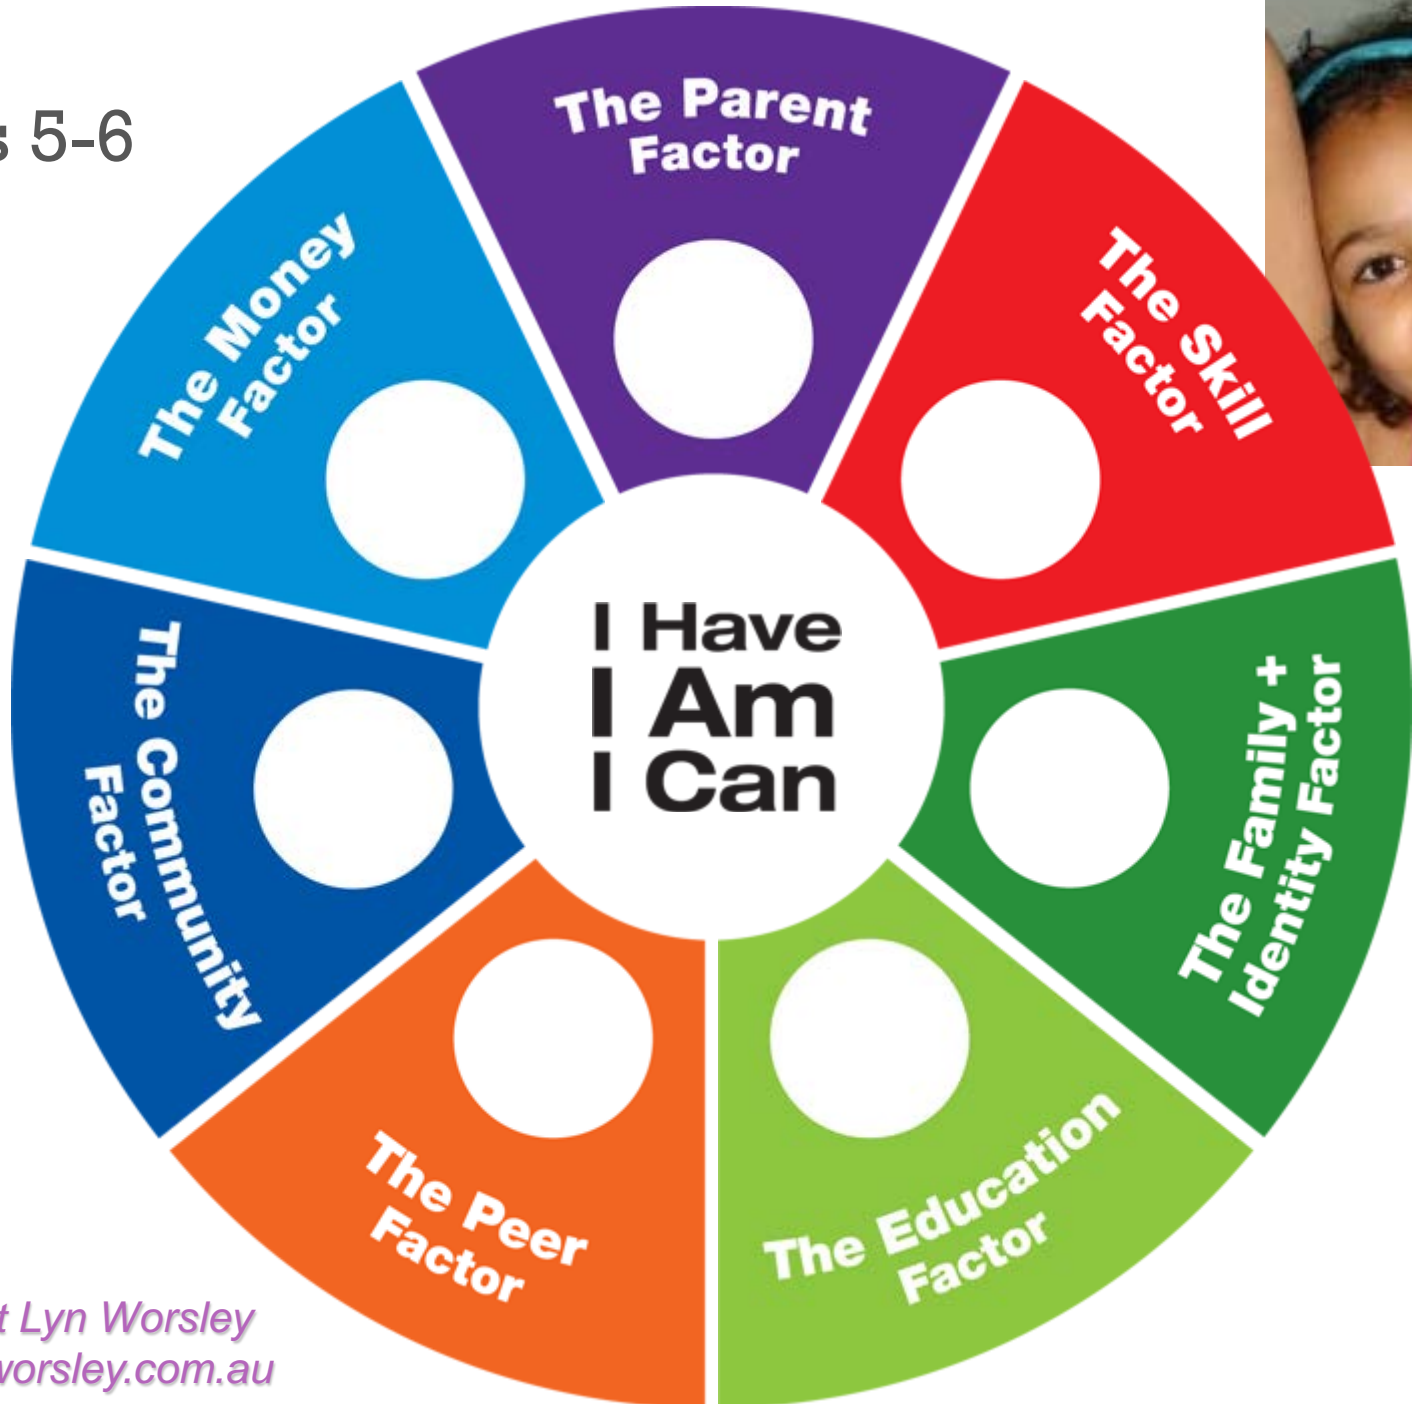 5-6
The Parent
Factor
The Skill
Factor
The Family +
Identity Factor
The Education
Factor
The Peer
Factor
The Community
Factor
The Money
Factor
I Have
I Am
I Can
Lyn Worsley
worsley.com.au